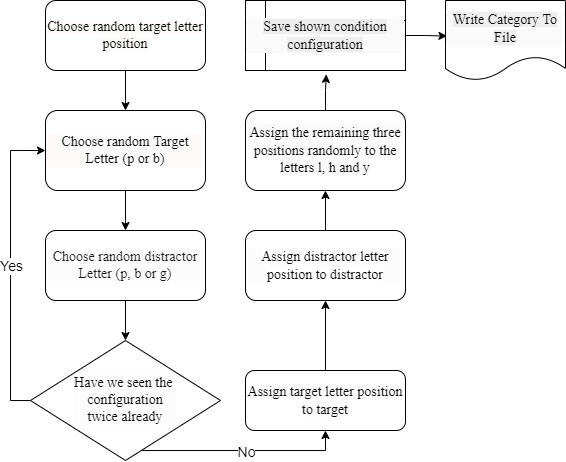 Choose random target letter
position
Choose random Target
Letter (p or b)
Choose random distractor
Letter (p, b or g)
Yes
Have we seen the
configuration
twice already
No
Assign target letter position
to target
Assign distractor letter
position to distractor
Assign the remaining three
positions randomly to the
letters l, h and y
Save shown condition
configuration
Write Category To
File